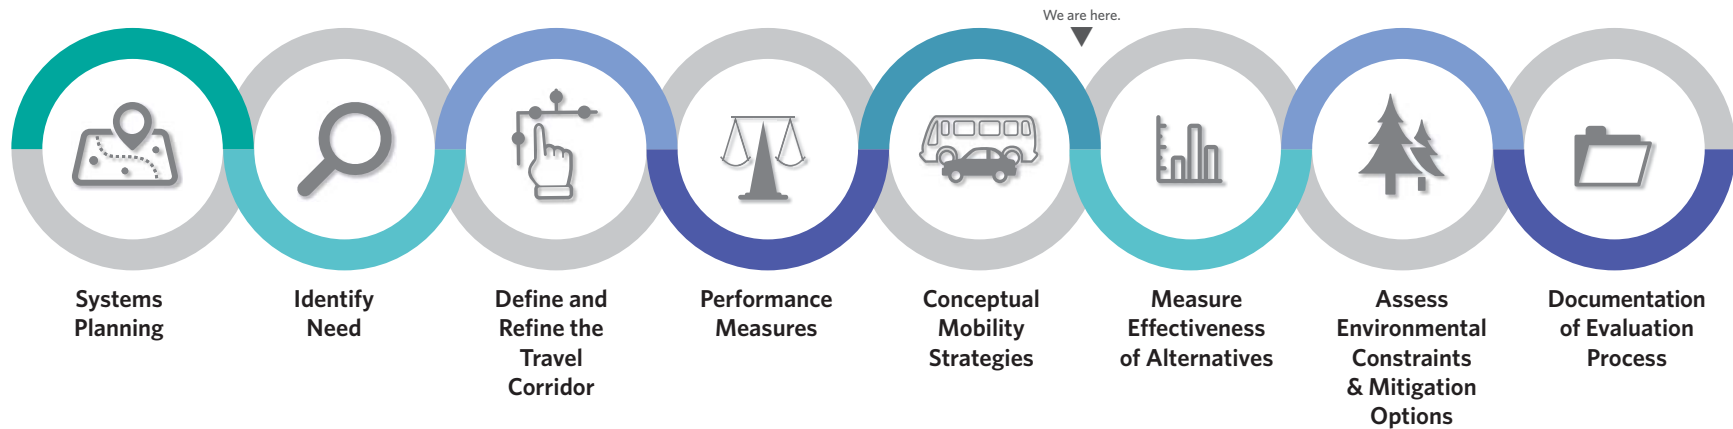 We are here.
Systems
Planning
Identify
Need
Define and
Refine the
Travel
Corridor
Performance
Measures
Conceptual
Mobility
Strategies
Measure
Effectiveness
of Alternatives
Assess
Environmental
Constraints
& Mitigation
Options
Documentation
of Evaluation
Process